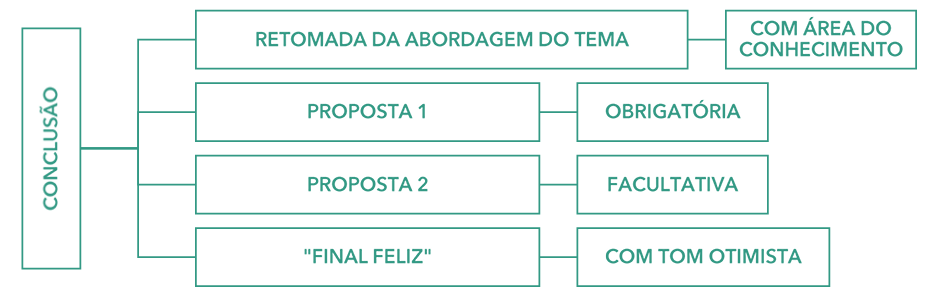 CONCLUSÃO
RETOMADA DA ABORDAGEM DO TEMA
COM ÁREA DO
CONHECIMENTO
PROPOSTA 1
OBRIGATÓRIA
PROPOSTA 2
FACULTATIVA
"FINAL FELIZ"
COM TOM OTIMISTA